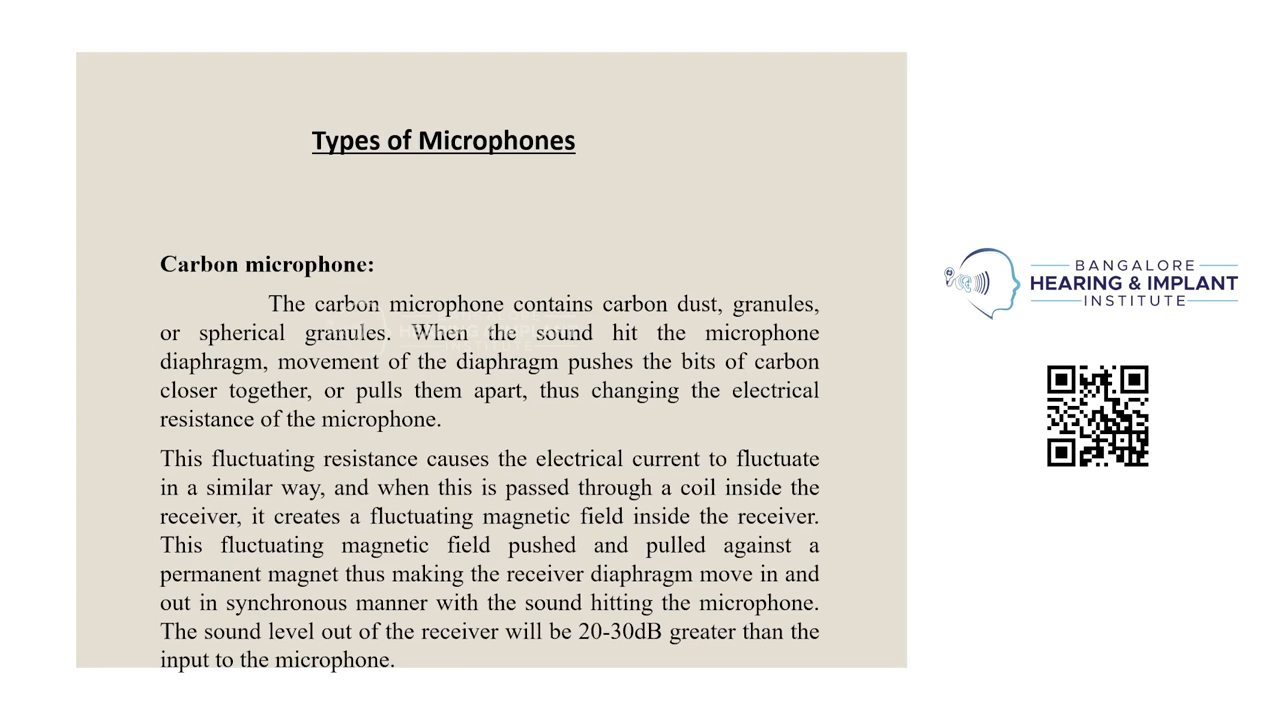 Types of Microphones
Carbon microphone:
The carbon microphone contains carbon dust, granules,
or spherical granules. When the sound hit the microphone
diaphragm, movement of the diaphragm pushes the bits of carbon
closer together, or pulls them apart, thus changing the electrical
resistance of the microphone.
This fluctuating resistance causes the electrical current to fluctuate
in a similar way, and when this is passed through a coil inside the
receiver, it creates a fluctuating magnetic field inside the receiver.
This fluctuating magnetic field pushed and pulled against a
permanent magnet thus making the receiver diaphragm move in and
out in synchronous manner with the sound hitting the microphone.
The sound level out of the receiver will be 20-30dB greater than the
input to the microphone.
BANGALORE
HEARING & IMPLANT
INSTITUTE